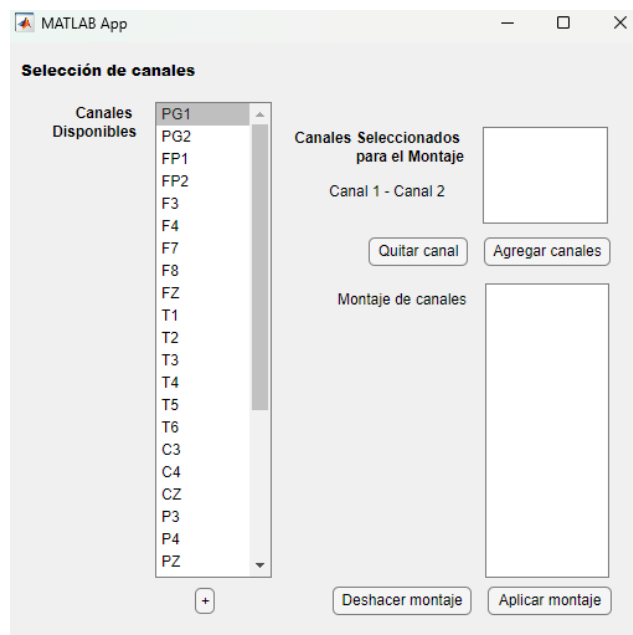 MATLAB App
Selección de canales
Canales
Disponibles
PG1
PG2
FP1
FP2
F3
F4
F7
F8
FZ
T1
T2
T3
T4
T5
T6
C3
C4
CZ
P3
P4
PZ
+
Canales Seleccionados
para el Montaje
Canal 1 - Canal 2
Quitar canal
Agregar canales
Montaje de canales
Deshacer montaje
Aplicar montaje